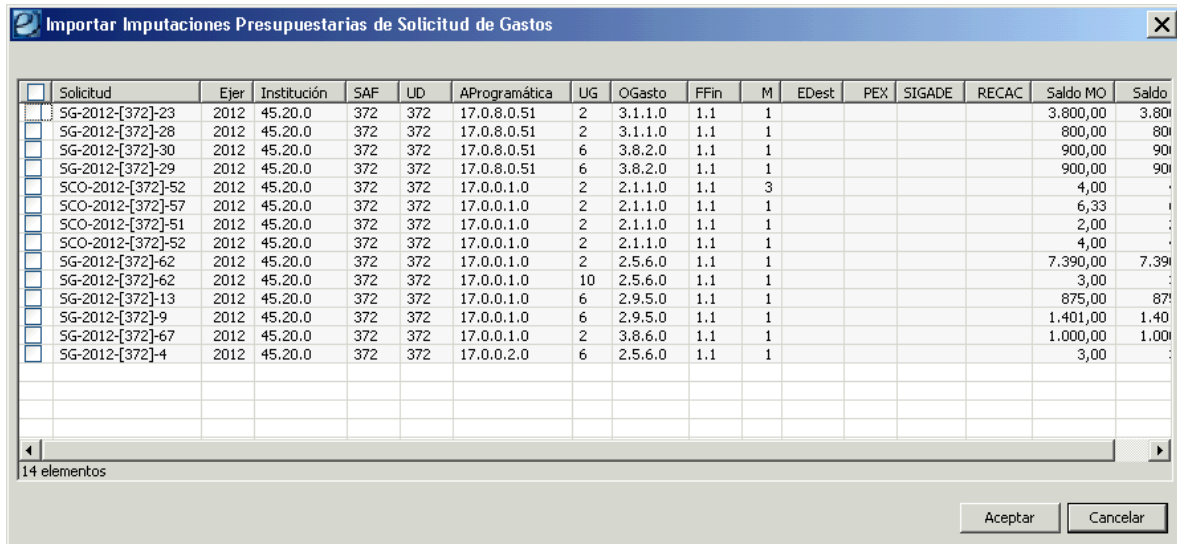 Importar Imputaciones Presupuestarias de Solicitud de Gastos
Solicitud Ejer Institución SAF UD AProgramática UG OGasto FFin M EDest PEX SIGADE RECAC Saldo MO Saldo
SG-2012-[372]-23 2012 45.20.0 372 372 17.0.8.0.51 2 3.1.1.0 1.1 1 3.800,00 3.80
SG-2012-[372]-28 2012 45.20.0 372 372 17.0.8.0.51 2 3.1.1.0 1.1 1 800,00 80
SG-2012-[372]-30 2012 45.20.0 372 372 17.0.8.0.51 6 3.8.2.0 1.1 1 900,00 90
SG-2012-[372]-29 2012 45.20.0 372 372 17.0.8.0.51 6 3.8.2.0 1.1 1 900,00 90
SCO-2012-[372]-52 2012 45.20.0 372 372 17.0.0.1.0 2 2.1.1.0 1.1 3 4,00
SCO-2012-[372]-57 2012 45.20.0 372 372 17.0.0.1.0 2 2.1.1.0 1.1 1 6,33
SCO-2012-[372]-51 2012 45.20.0 372 372 17.0.0.1.0 2 2.1.1.0 1.1 1 2,00
SCO-2012-[372]-52 2012 45.20.0 372 372 17.0.0.1.0 2 2.1.1.0 1.1 1 4,00
SG-2012-[372]-62 2012 45.20.0 372 372 17.0.0.1.0 2 2.5.6.0 1.1 1 7.390,00 7.39
SG-2012-[372]-62 2012 45.20.0 372 372 17.0.0.1.0 10 2.5.6.0 1.1 1 3,00
SG-2012-[372]-13 2012 45.20.0 372 372 17.0.0.1.0 6 2.9.5.0 1.1 1 875,00 87
SG-2012-[372]-9 2012 45.20.0 372 372 17.0.0.1.0 6 2.9.5.0 1.1 1 1.401,00 1.40
SG-2012-[372]-67 2012 45.20.0 372 372 17.0.0.1.0 2 3.8.6.0 1.1 1 1.000,00 1.00
SG-2012-[372]-4 2012 45.20.0 372 372 17.0.0.2.0 6 2.5.6.0 1.1 1 3,00
14 elementos
Aceptar Cancelar